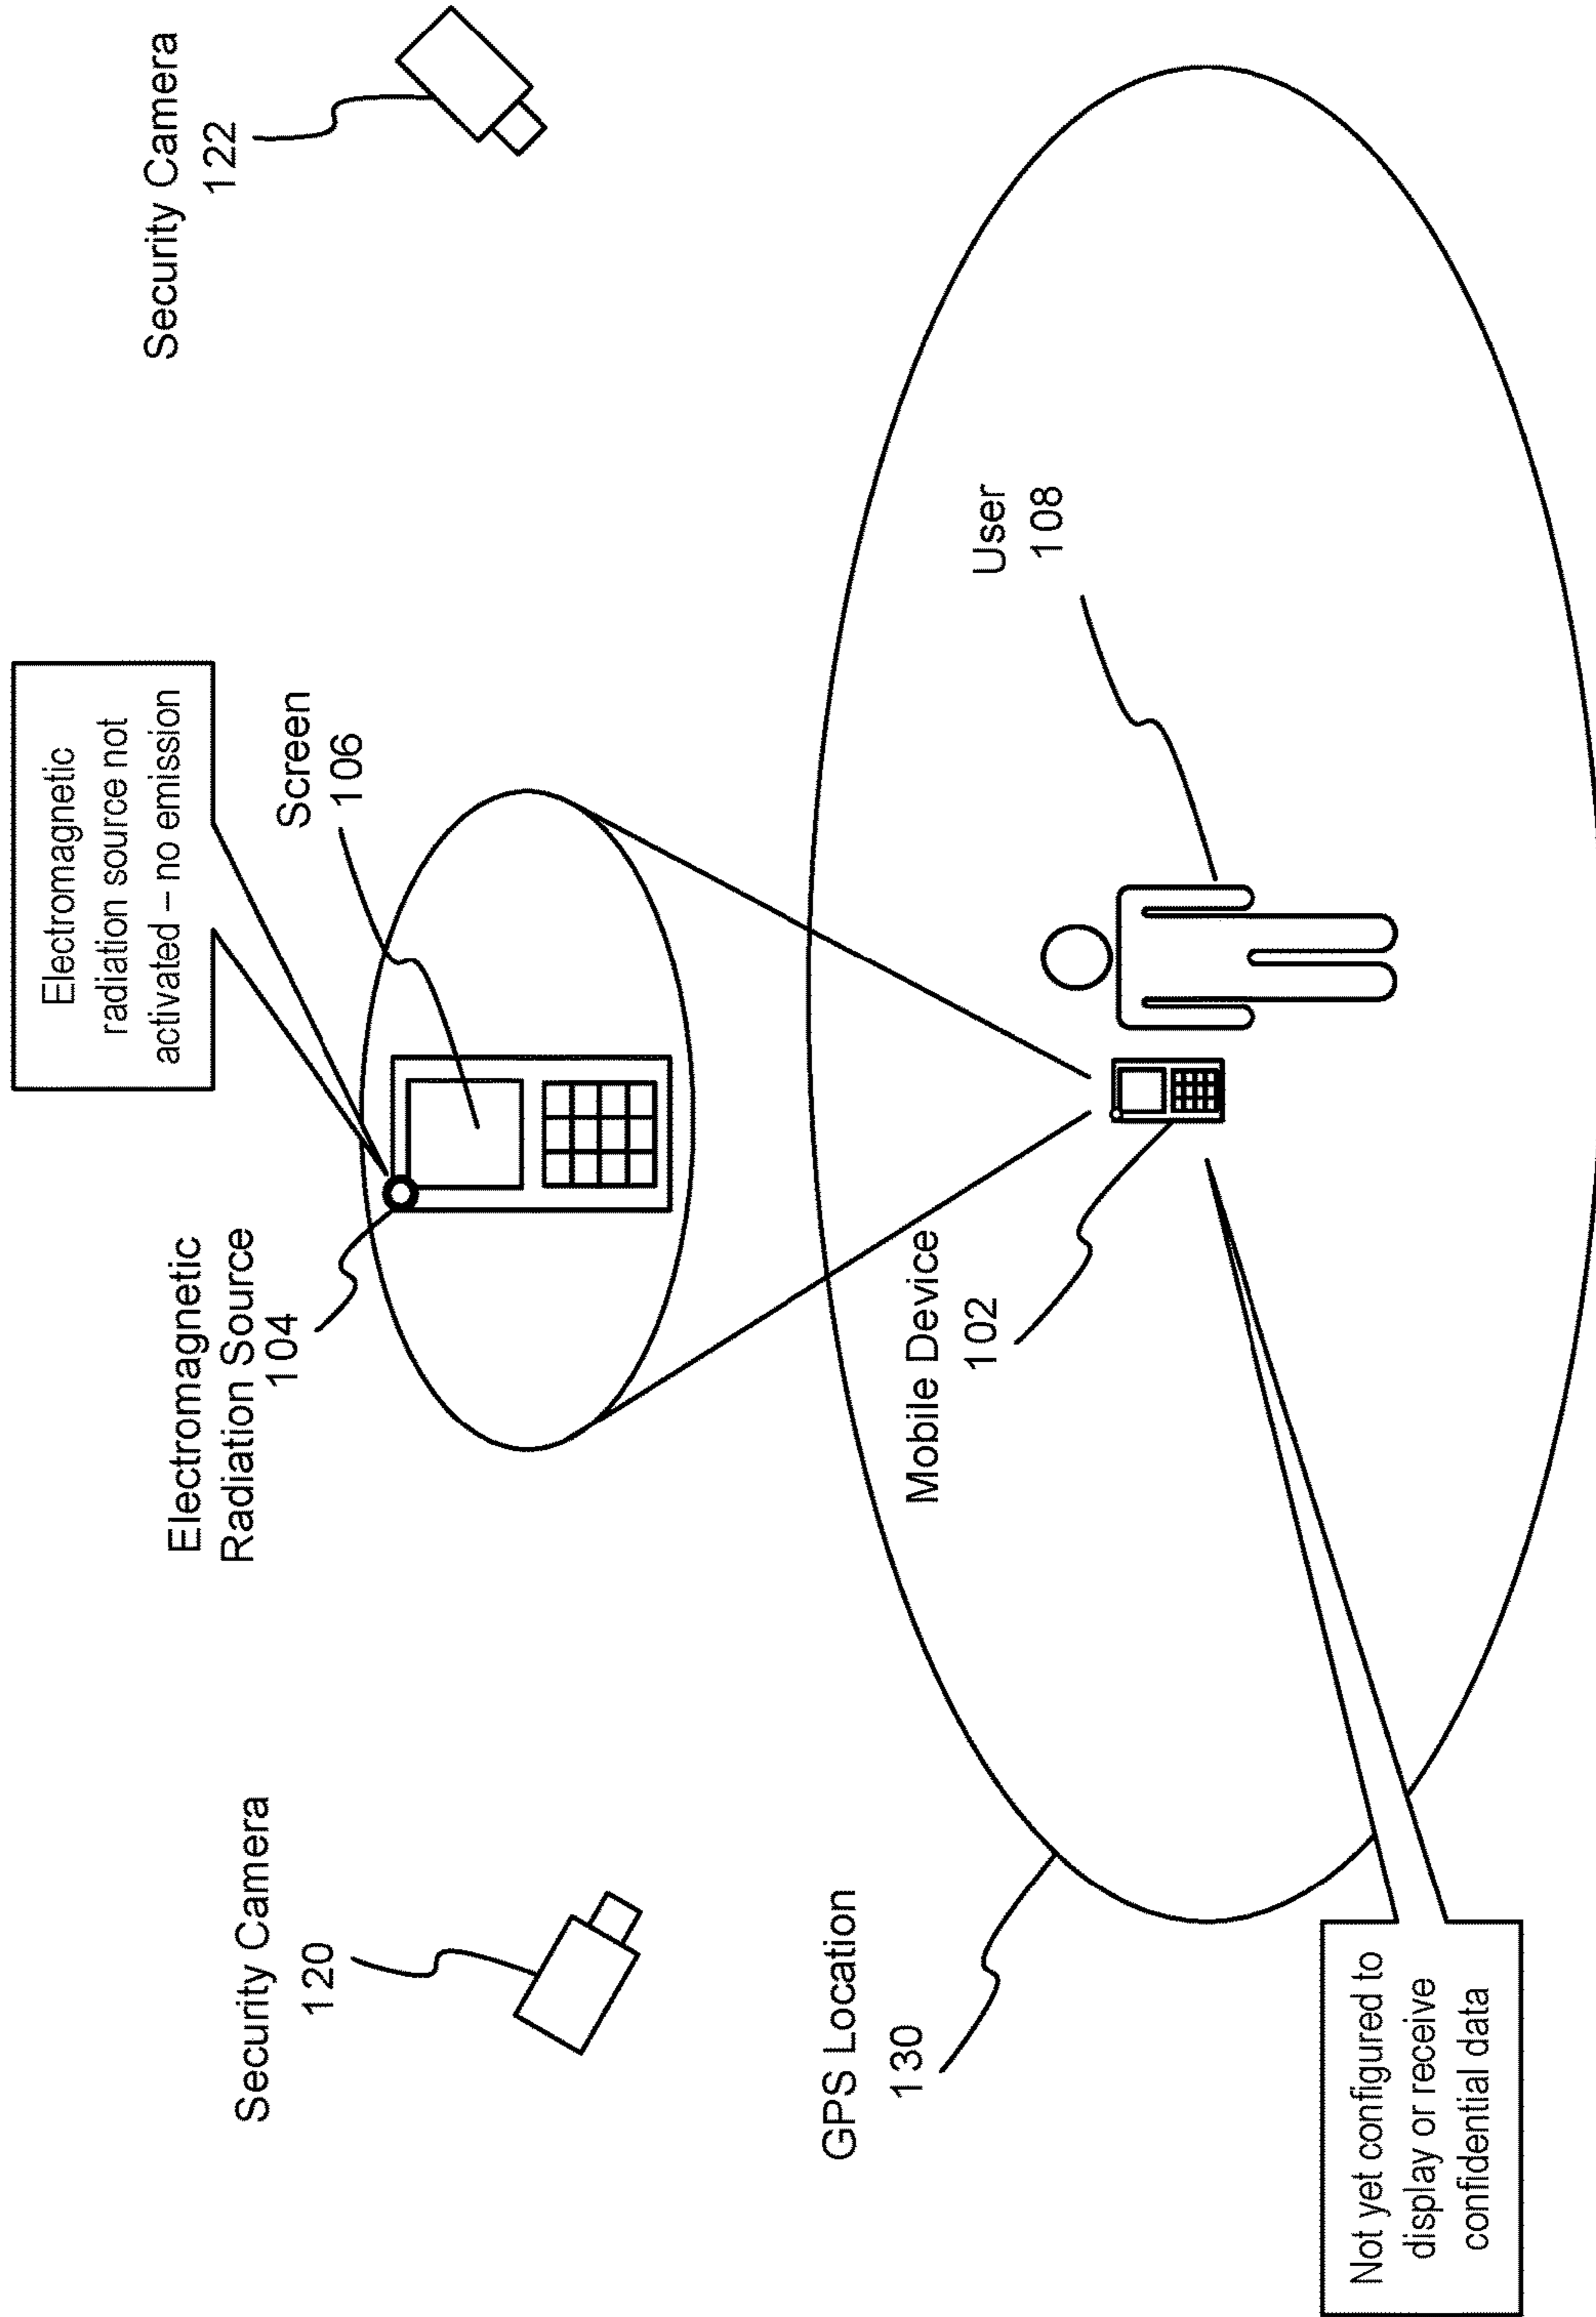 Electromagnetic
radiation source not
activated – no emission
Security Camera
122
Screen
106
Electromagnetic
Radiation Source
104
Security Camera
120
User
108
Mobile Device
102
GPS Location
130
Not yet configured to
display or receive
confidential data